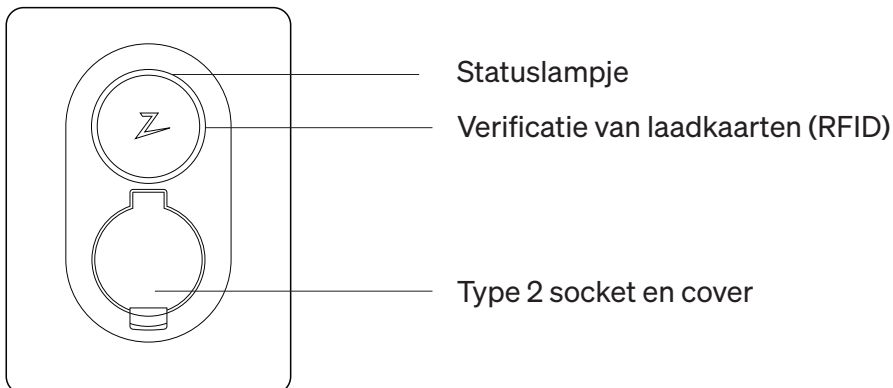 Statuslampje
Verificatie van laadkaarten (RFID)
Type 2 socket en cover